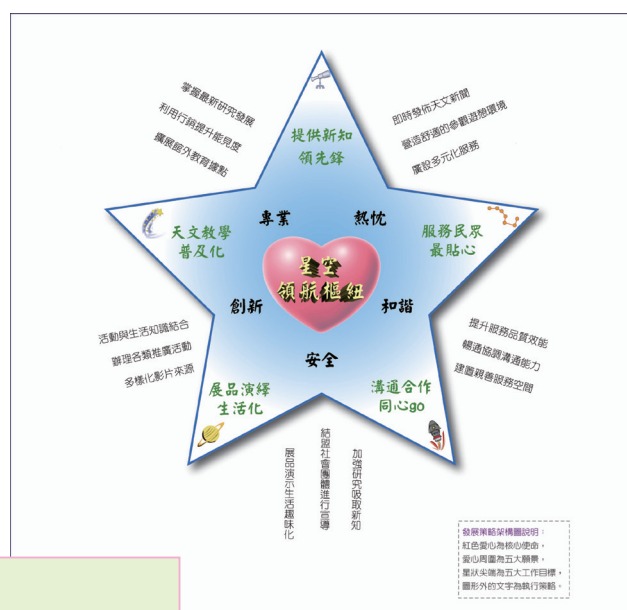 掌握最新研究發展
利用行銷提升能見度
廣展館外教育據點
即時發佈天文新聞
營造舒適的參觀遊憩環境
廣設多元化服務
提供新知
領先鋒
天文教學
普及化
專業
熱忱
服務民眾
最貼心
星空
領航樞紐
創新
和諧
安全
活動與生活知識結合
辦理各類推廣活動
多樣化影片來源
提升服務品質效能
暢通協調溝通能力
建置親善服務空間
展品演繹
生活化
溝通合作
同心go
加強研究吸取新知
結盟社會團體進行宣導
展品演示生活趣味化
發展策略架構圖說明：
紅色愛心為核心使命，
愛心周圍為五大願景，
星狀尖端為五大工作目標，
圖形外的文字為執行策略。